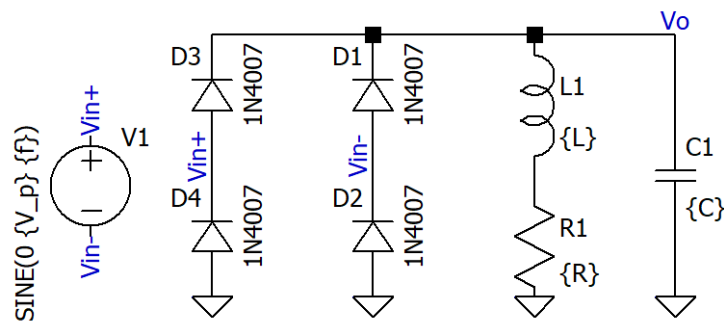 Vo
D3
1N4007
D1
1N4007
L1
{L}
Vin+
V1
SINE(0 {V_p} {f})
Vin-
Vin+
Vin-
D4
1N4007
D2
1N4007
R1
{R}
C1
{C}